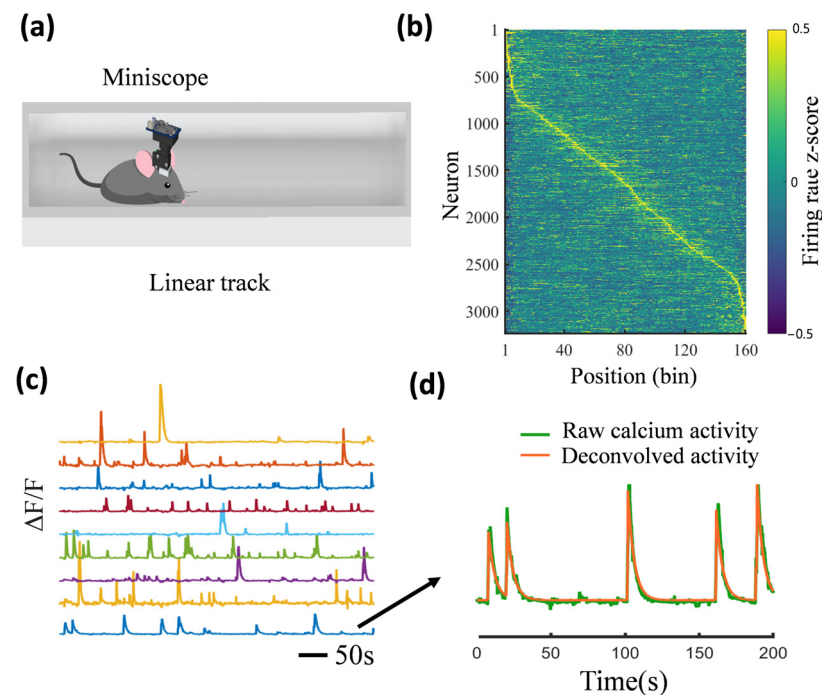 (a)
Miniscope
Linear track
(b)
1
500
1000
1500
2000
2500
3000
Neuron
1
40
80
120
160
Position (bin)
0.5
0
−0.5
Firing rate z-score
(c)
ΔF/F
50s
(d)
Raw calcium activity
Deconvolved activity
0
50
100
150
200
Time(s)